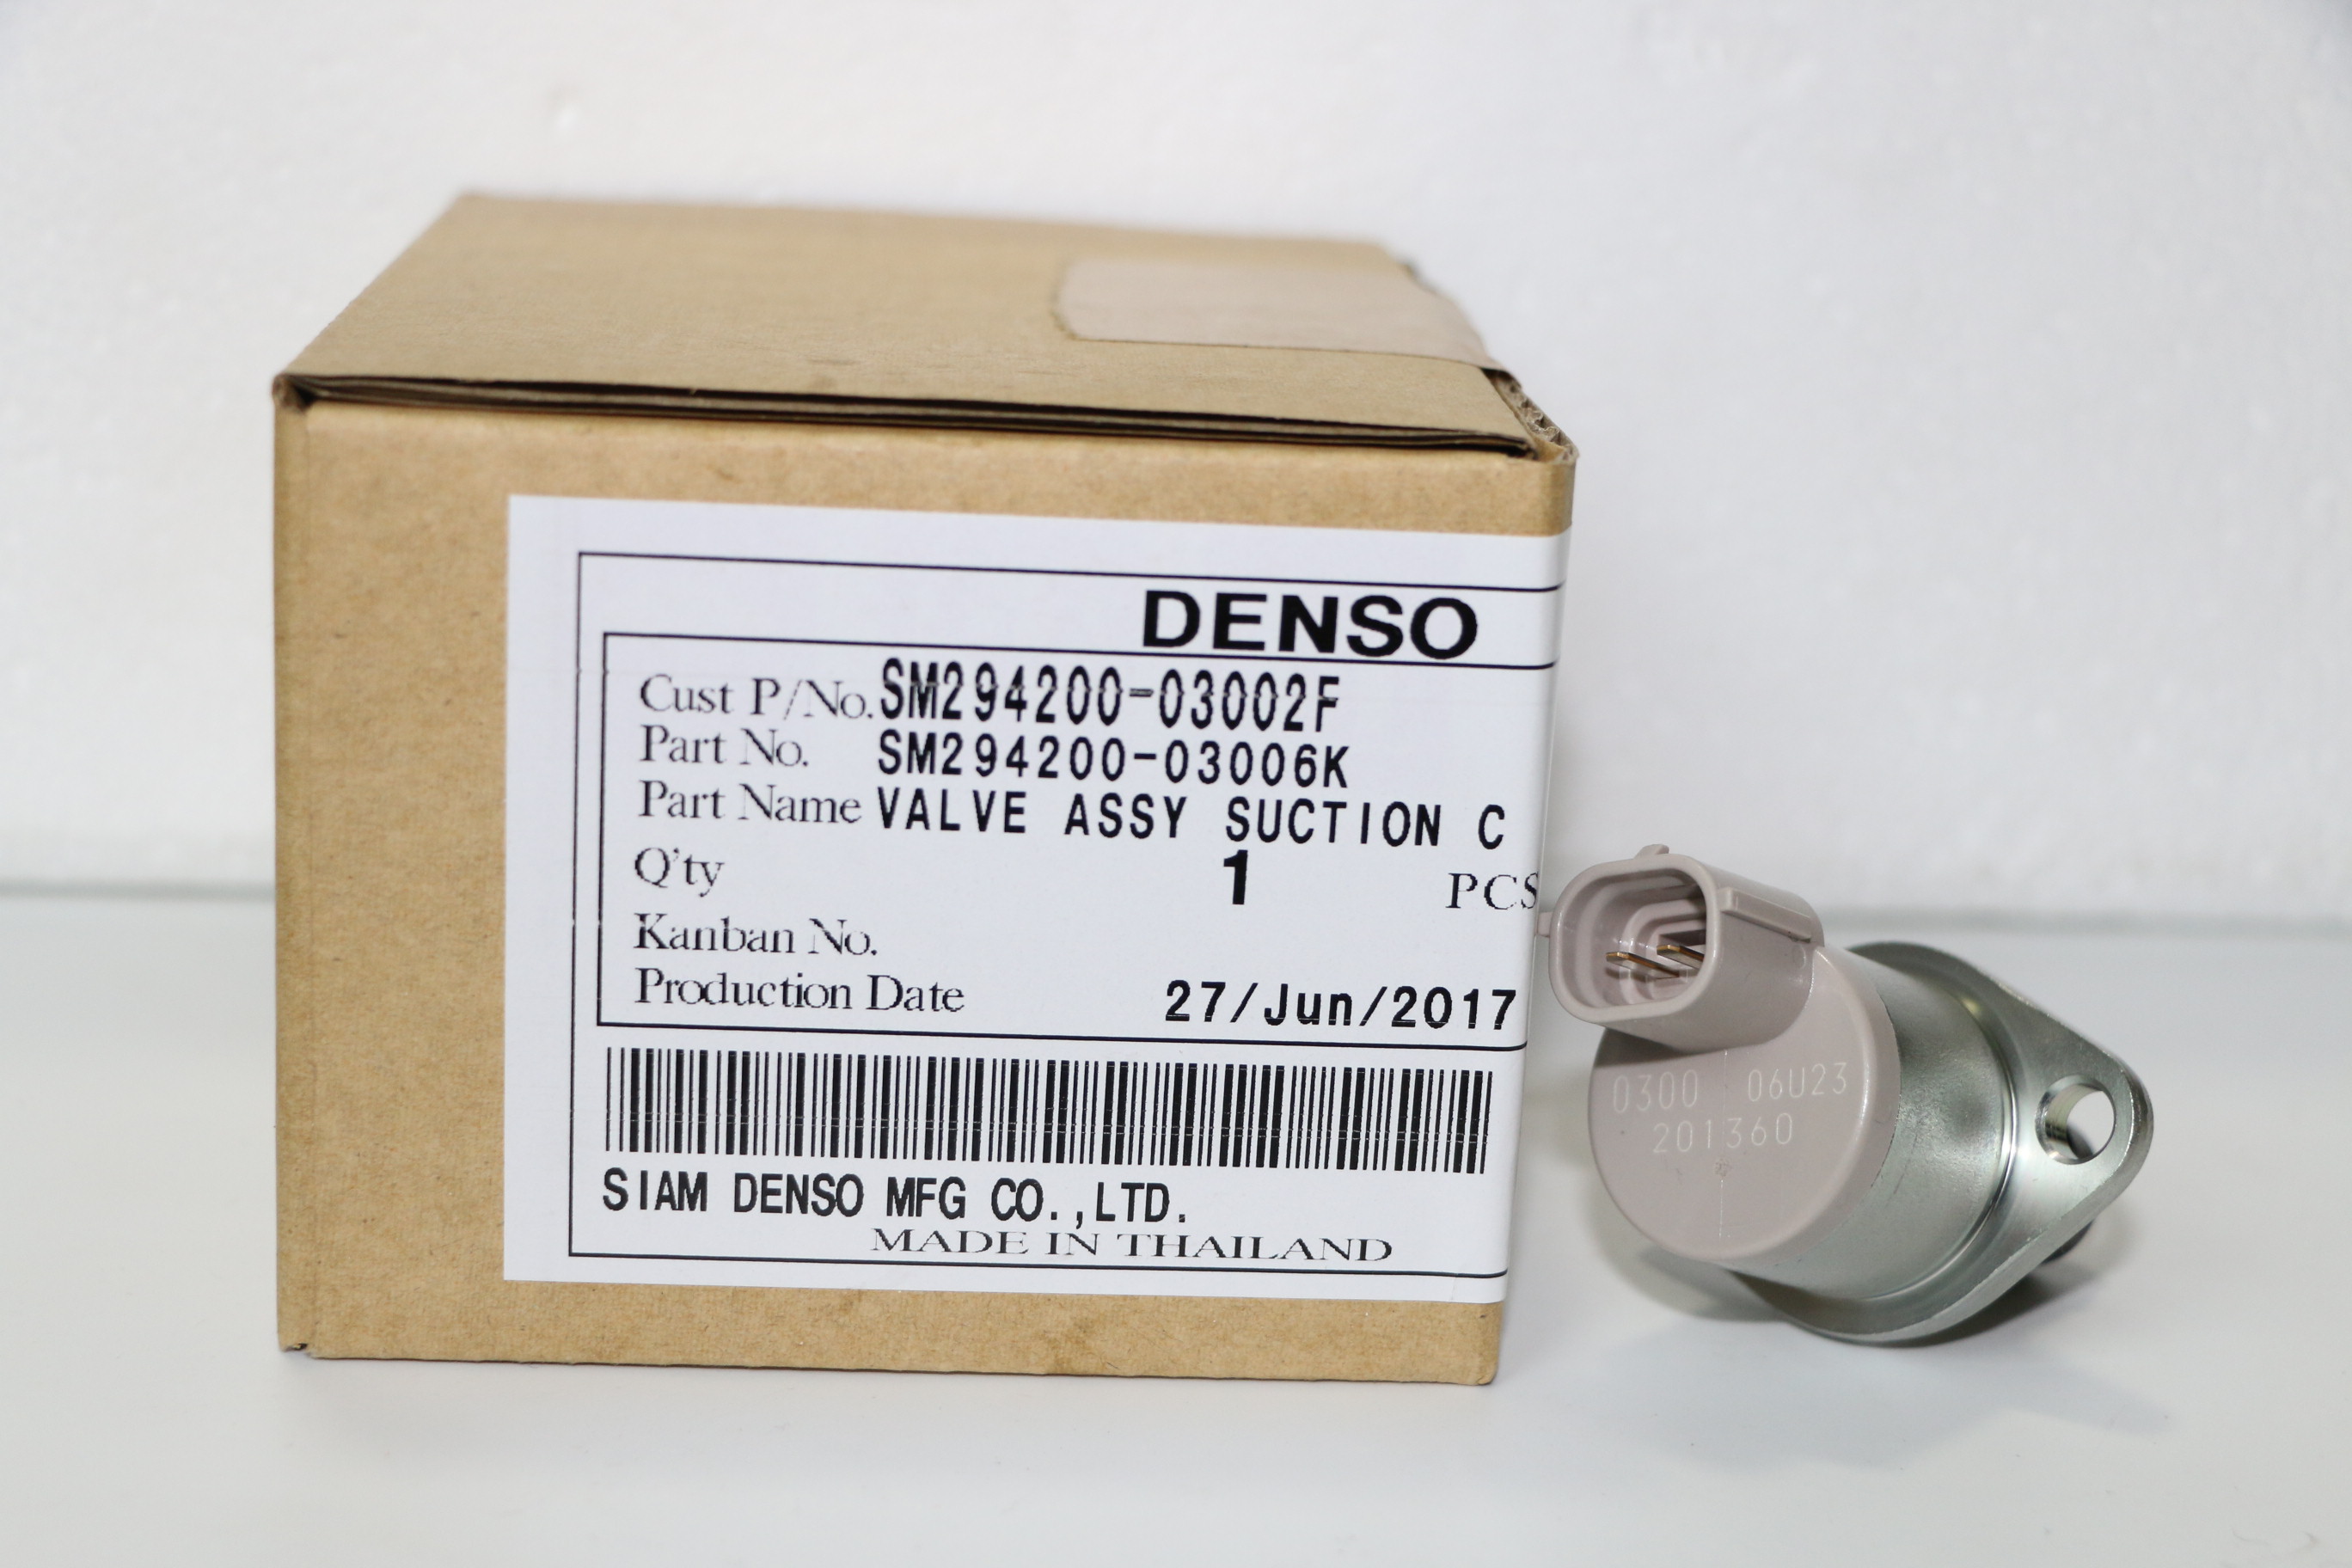 DENSO
Cust P/No. SM294200-03002F
Part No. SM294200-03006K
Part Name VALVE ASSY SUCTION C
Q'ty 1 PCS
Kanban No.
Production Date 27/Jun/2017
SIAM DENSO MFG CO.,LTD.
MADE IN THAILAND
0300 06U23
201360